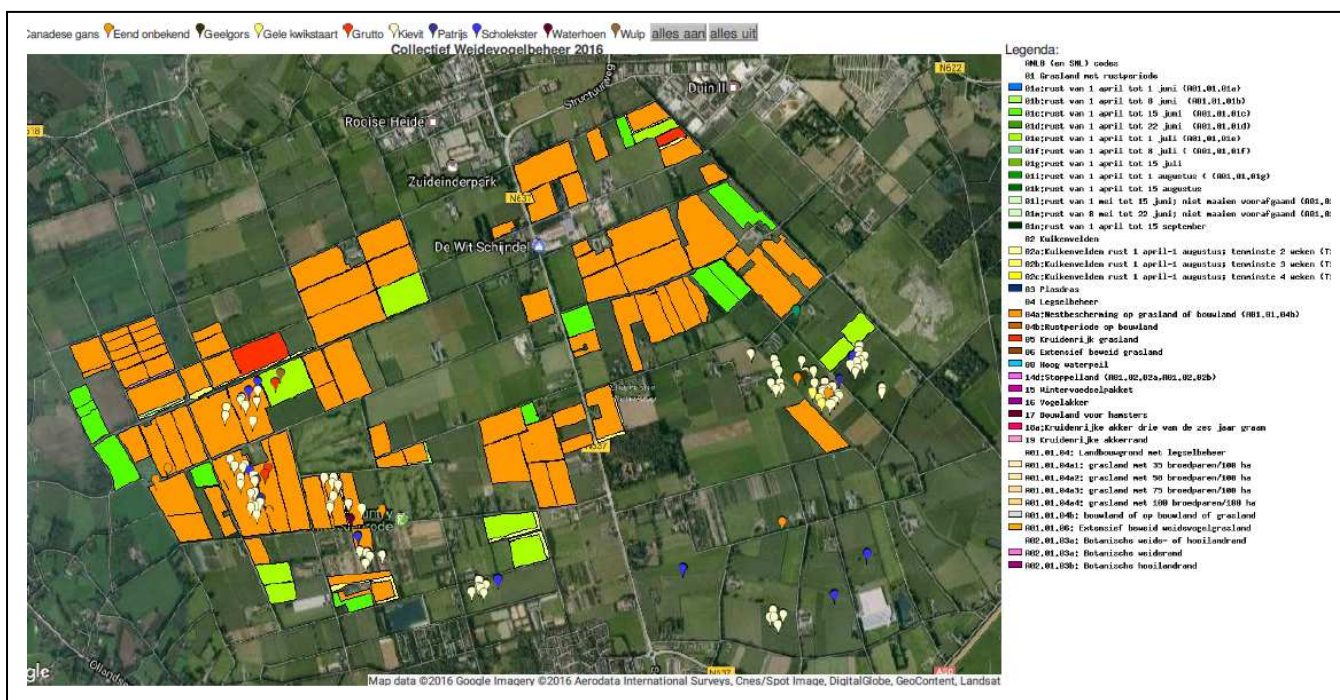 Canadese gans Eend onbekend Geelgors Gele kwikstaart Grutto Kievit Patrijs Scholekster Waterhoen Wulp alles aan alles uit
Collectief Weidevogelbeheer 2016
N622
Structuurweg
Duin II
Rooise Heide
Zuideinderpark
N637
De Wit Schijndel
N637
Ollandse
N637
A50
gle
Map data ©2016 Google Imagery ©2016 Aerodata International Surveys, Cnes/Spot Image, DigitalGlobe, GeoContent, Landsat
Legenda:
ANLB (en SNL) codes
01 Grasland met rustperiode
01a;rust van 1 april tot 1 juni (A01.01.01a)
01b;rust van 1 april tot 8 juni (A01.01.01b)
01c;rust van 1 april tot 15 juni (A01.01.01c)
01d;rust van 1 april tot 22 juni (A01.01.01d)
01e;rust van 1 april tot 1 juli (A01.01.01e)
01f;rust van 1 april tot 8 juli ( (A01.01.01f)
01g;rust van 1 april tot 15 juli
01i;rust van 1 april tot 1 augustus ( (A01.01.01g)
01k;rust van 1 april tot 15 augustus
01l;rust van 1 mei tot 15 juni; niet maaien voorafgaand (A01.01
01m;rust van 8 mei tot 22 juni; niet maaien voorafgaand (A01.01
01n;rust van 1 april tot 15 september
02 Kuikenvelden
02a;Kuikenvelden rust 1 april-1 augustus; tenminste 2 weken (T:
02b;Kuikenvelden rust 1 april-1 augustus; tenminste 3 weken (T:
02c;Kuikenvelden rust 1 april-1 augustus; tenminste 4 weken (T:
03 Plasdras
04 Legselbeheer
04a;Nestbescherming op grasland of bouwland (A01.01.04b)
04b;Rustperiode op bouwland
05 Kruidenrijk grasland
06 Extensief beweid grasland
08 Hoog waterpeil
14d;Stoppelland (A01.02.02a,A01.02.02b)
15 Wintervoedselpakket
16 Vogelakker
17 Bouwland voor hamsters
18a;Kruidenrijke akker drie van de zes jaar graan
19 Kruidenrijke akkerrand
A01.01.04; Landbouwgrond met legselbeheer
A01.01.04a1; grasland met 35 broedparen/100 ha
A01.01.04a2; grasland met 50 broedparen/100 ha
A01.01.04a3; grasland met 75 broedparen/100 ha
A01.01.04a4; grasland met 100 broedparen/100 ha
A01.01.04b; bouwland of op bouwland of grasland
A01.01.06; Extensief beweid weidevogelgrasland
A02.01.03a; Botanische weide- of hooilandrand
A02.01.03a; Botanische weiderand
A02.01.03b; Botanische hooilandrand